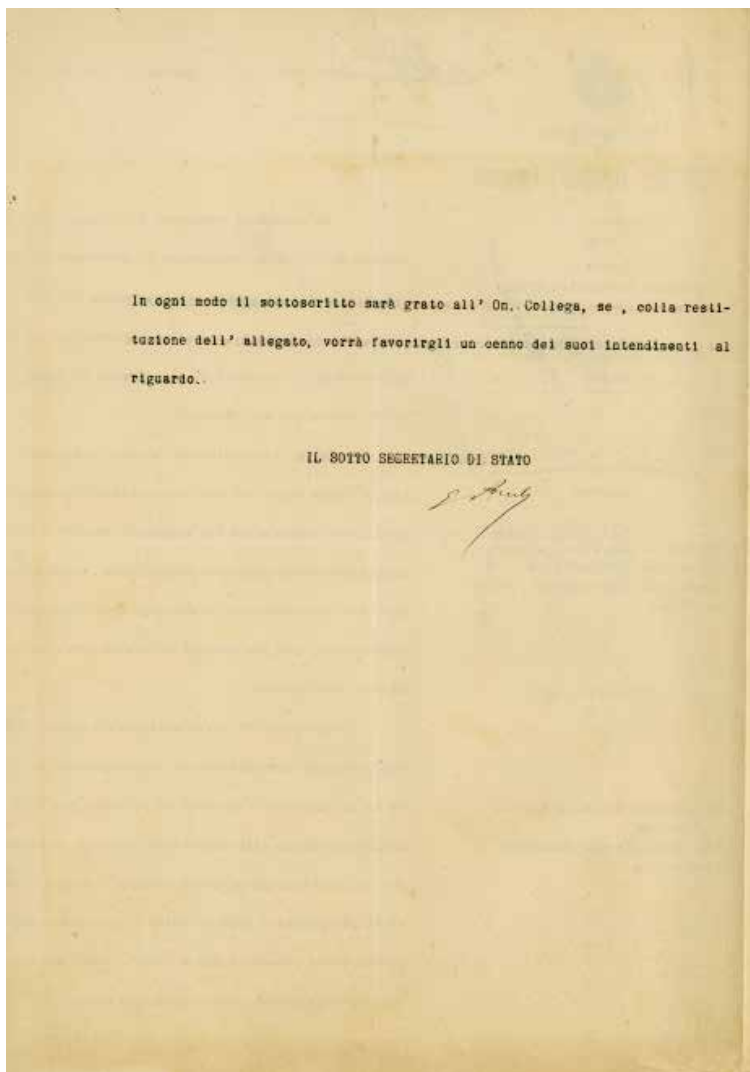 In ogni modo il sottoscritto sarà grato all' On. Collega, se , colla resti-
tuzione dell' allegato, vorrà favorirgli un cenno dei suoi intendimenti al
riguardo.
IL SOTTO SEGRETARIO DI STATO